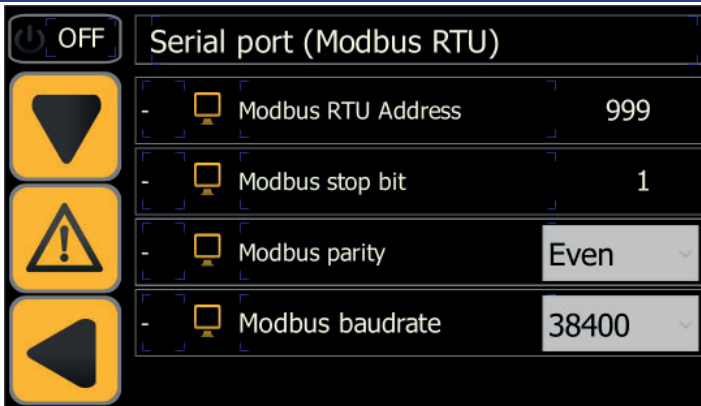 OFF
Serial port (Modbus RTU)
- Modbus RTU Address 999
- Modbus stop bit 1
- Modbus parity Even
- Modbus baudrate 38400